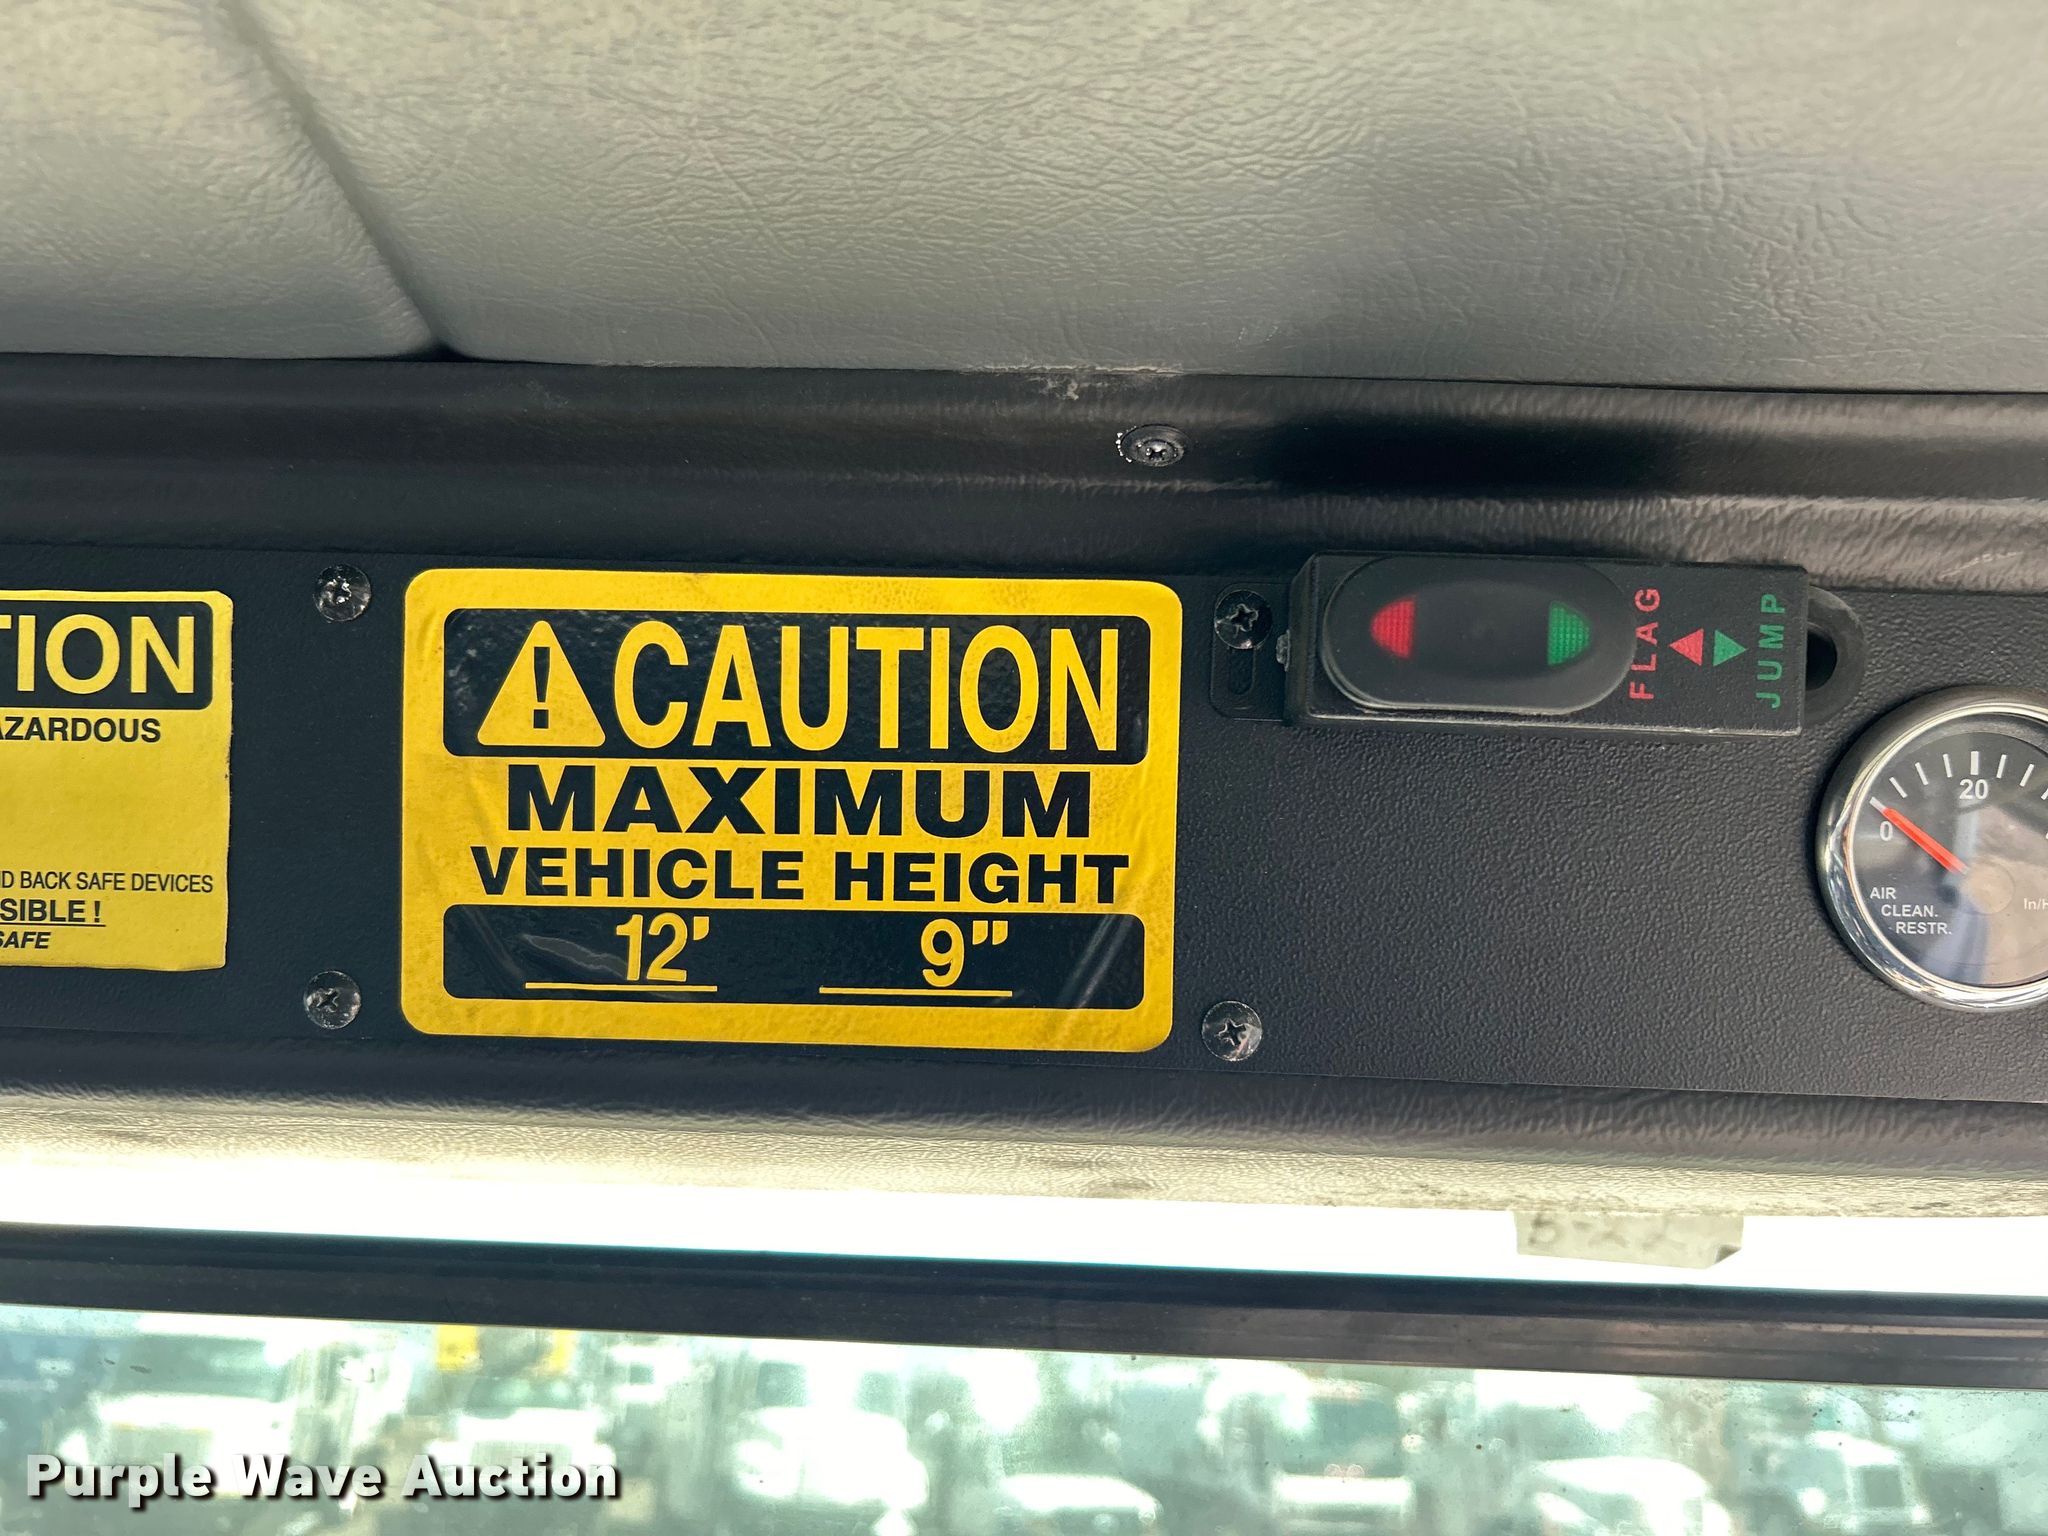 TION
AZARDOUS
D BACK SAFE DEVICES
SIBLE !
SAFE
! CAUTION
MAXIMUM
VEHICLE HEIGHT
12' 9"
FLAG
JUMP
20
0
AIR
CLEAN.
RESTR.
In/H
Purple Wave Auction